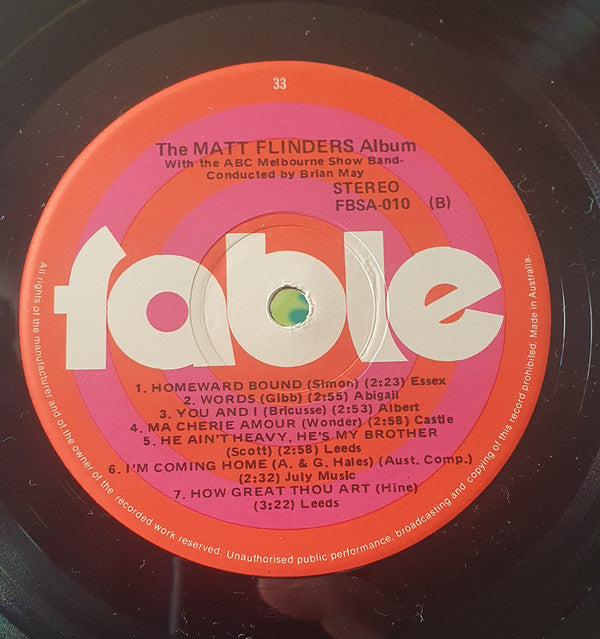 33
The MATT FLINDERS Album
With the ABC Melbourne Show Band-
Conducted by Brian May
STEREO
FBSA-010 (B)
fable
1. HOMEWARD BOUND (Simon) (2:23) Essex
2. WORDS (Gibb) (2:55) Abigail
3. YOU AND I (Bricusse) (2:53) Albert
4. MA CHERIE AMOUR (Wonder) (2:58) Castle
5. HE AIN'T HEAVY, HE'S MY BROTHER
(Scott) (2:58) Leeds
6. I'M COMING HOME (A. & G. Hales) (Aust. Comp.)
(2:32) July Music
7. HOW GREAT THOU ART (Hine)
(3:22) Leeds
All rights of the manufacturer and of the owner of the recorded work reserved. Unauthorised public performance, broadcasting and copying of this record prohibited. Made in Australia.